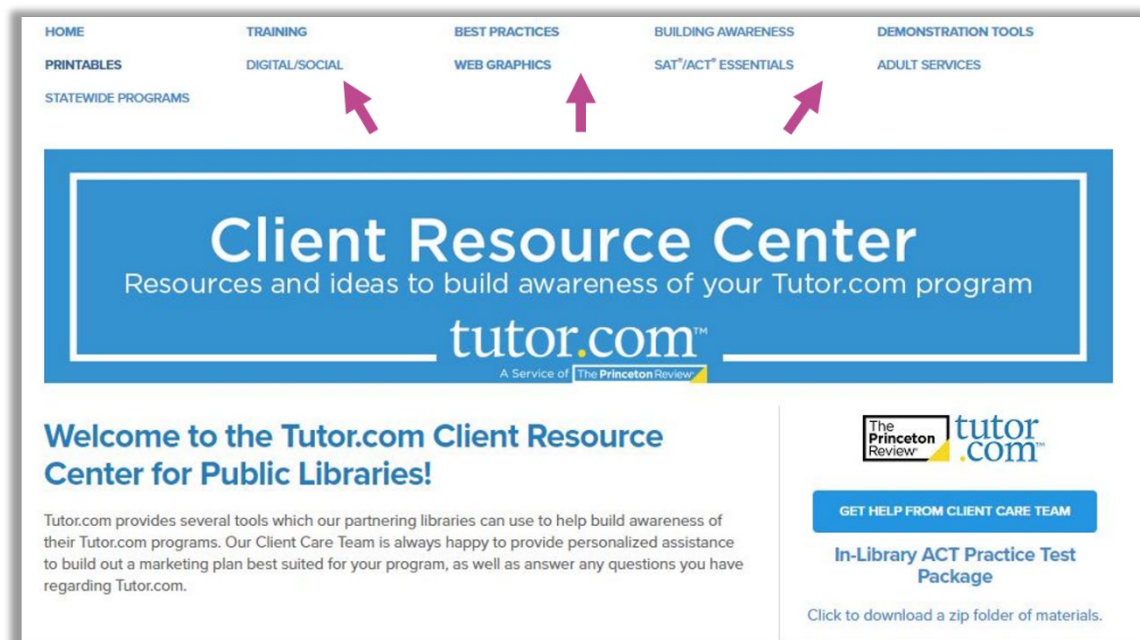 HOME TRAINING BEST PRACTICES BUILDING AWARENESS DEMONSTRATION TOOLS
PRINTABLES DIGITAL/SOCIAL WEB GRAPHICS SAT®/ACT® ESSENTIALS ADULT SERVICES
STATEWIDE PROGRAMS
Client Resource Center
Resources and ideas to build awareness of your Tutor.com program
tutor.com™
A Service of The Princeton Review®
Welcome to the Tutor.com Client Resource
Center for Public Libraries!
Tutor.com provides several tools which our partnering libraries can use to help build awareness of
their Tutor.com programs. Our Client Care Team is always happy to provide personalized assistance
to build out a marketing plan best suited for your program, as well as answer any questions you have
regarding Tutor.com.
The
Princeton
Review®
tutor
.com™
GET HELP FROM CLIENT CARE TEAM
In-Library ACT Practice Test
Package
Click to download a zip folder of materials.